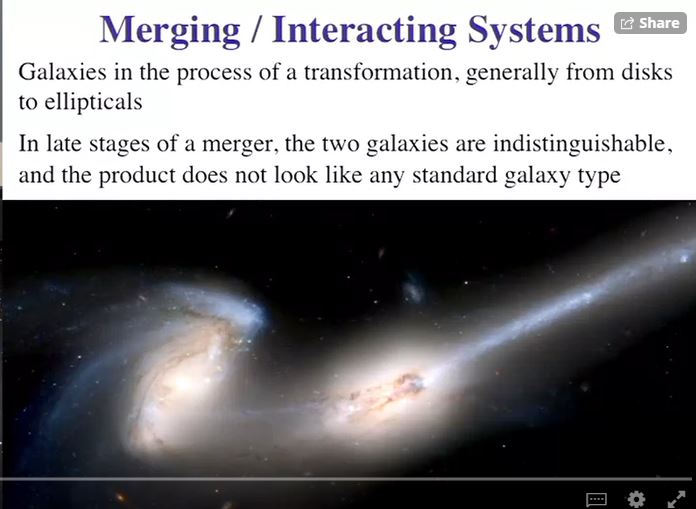 Merging / Interacting Systems
Share
Galaxies in the process of a transformation, generally from disks
to ellipticals
In late stages of a merger, the two galaxies are indistinguishable,
and the product does not look like any standard galaxy type